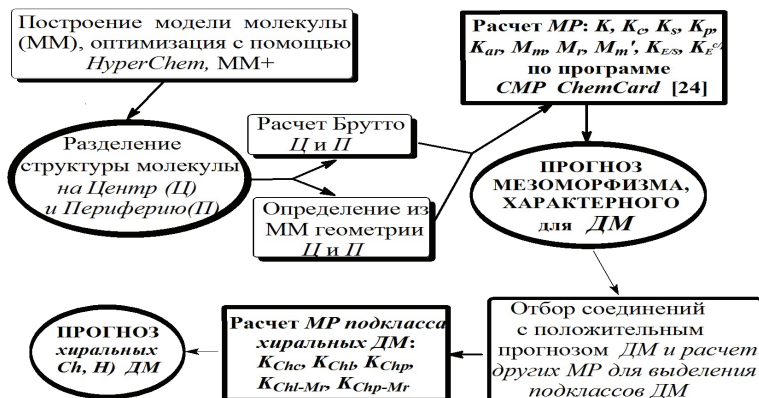 Построение модели молекулы
(ММ), оптимизация с помощью
HyperChem, ММ+
Разделение
структуры молекулы
на Центр (Ц)
и Периферию(П)
Расчет Брутто
Ц и П
Определение из
ММ геометрии
Ц и П
Расчет МР: K, Kc, Ks, Kp,
Kar, Mm, Mr, Mm', KE/s, KEc/
по программе
CMP ChemCard [24]
ПРОГНОЗ
МЕЗОМОРФИЗМА,
ХАРАКТЕРНОГО
для ДМ
Отбор соединений
с положительным
прогнозом ДМ и расчет
других МР для выделения
подклассов ДМ
Расчет МР подкласса
хиральных ДМ:
KChc, KChl, KChp,
KChl-Mr, KChp-Mr
ПРОГНОЗ
хиральных
Ch, H) ДМ